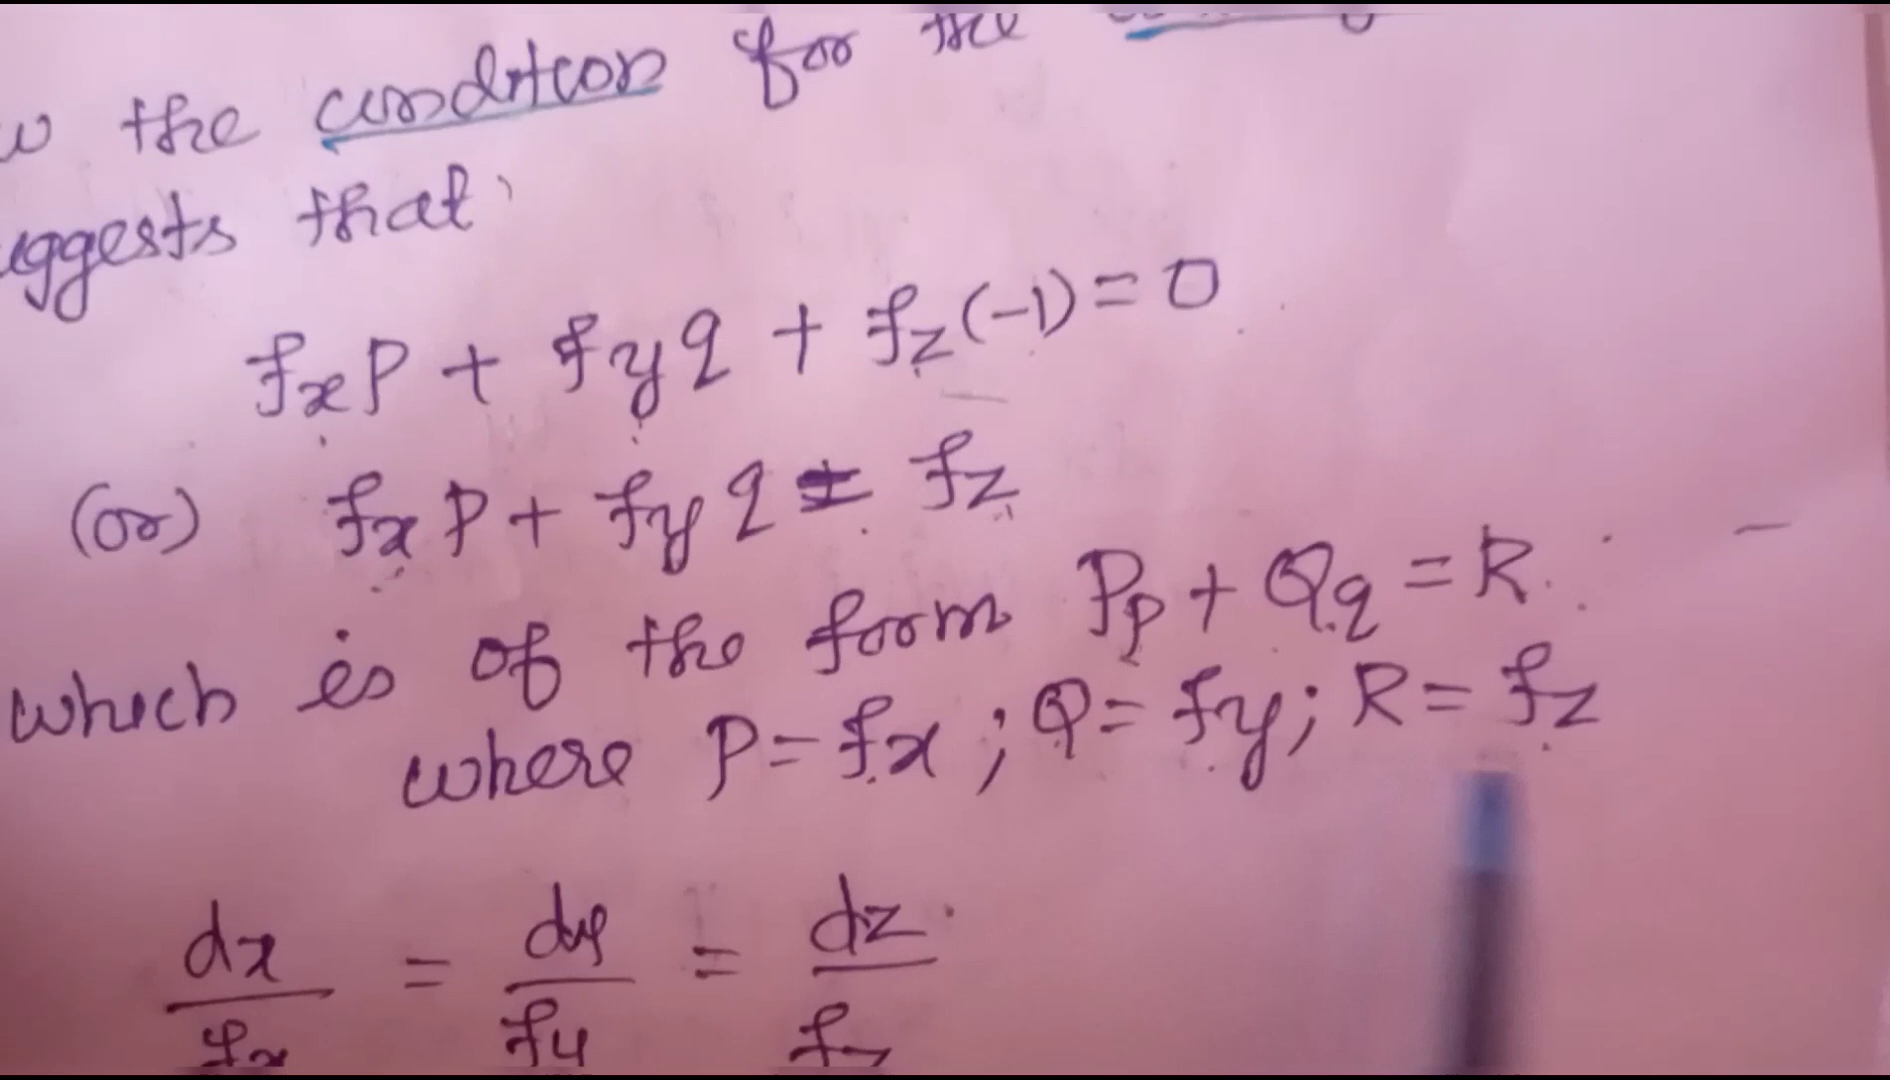 the condition for the
that
fxp + fyq + fz(-1) = 0
(or) fxp + fyq = fz
which is of the form Pp + Qq = R.
where P = fx ; Q = fy ; R = fz
dx/fx = dy/fy = dz/fz